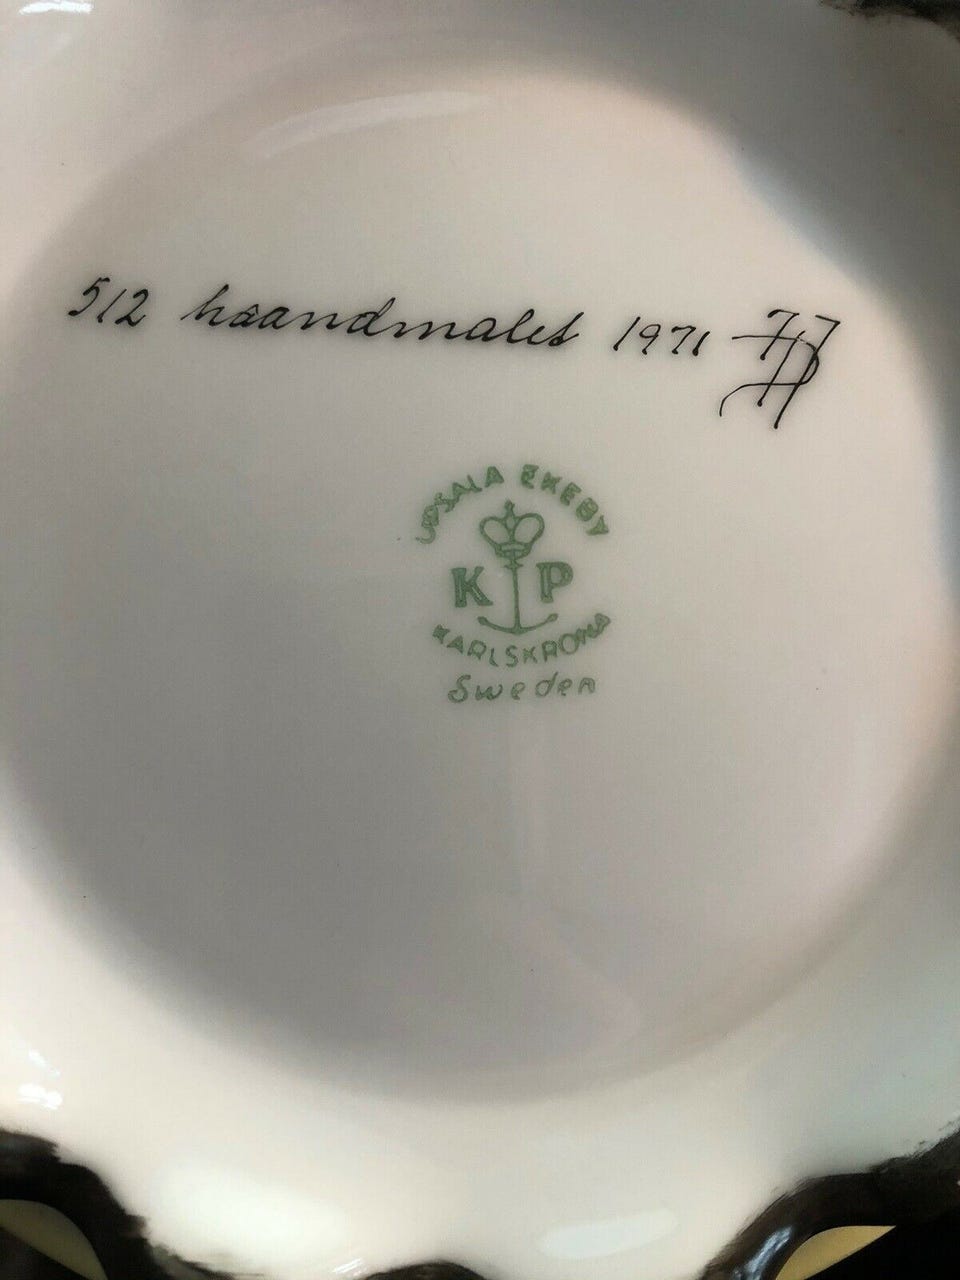 512 haandmalet 1971
UPSALA EKEBY
K P
KARLSKRONA
Sweden